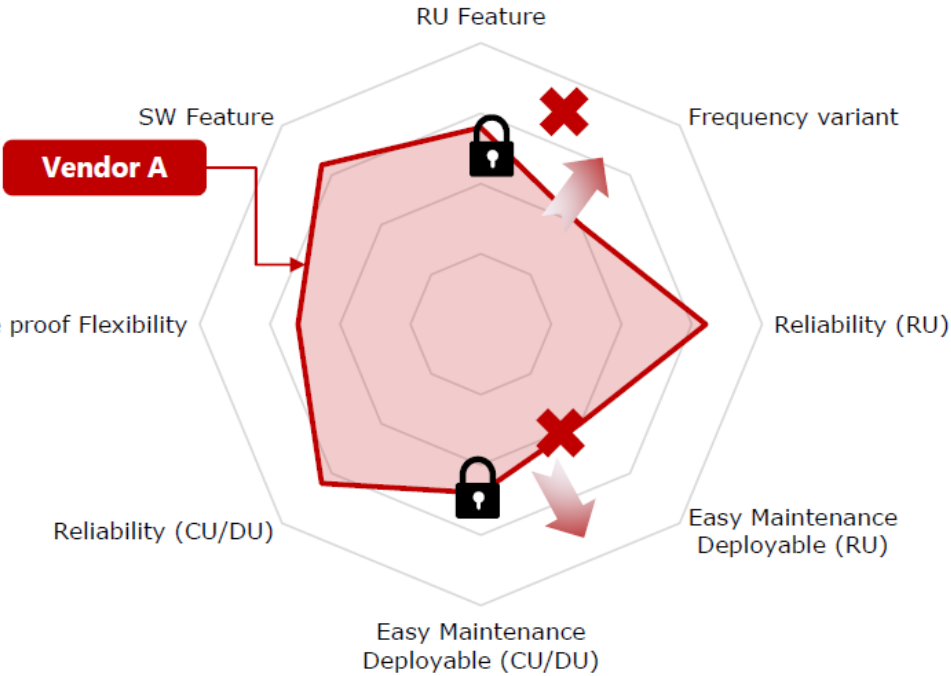 RU Feature
SW Feature
Frequency variant
Vendor A
e proof Flexibility
Reliability (RU)
Reliability (CU/DU)
Easy Maintenance
Deployable (RU)
Easy Maintenance
Deployable (CU/DU)